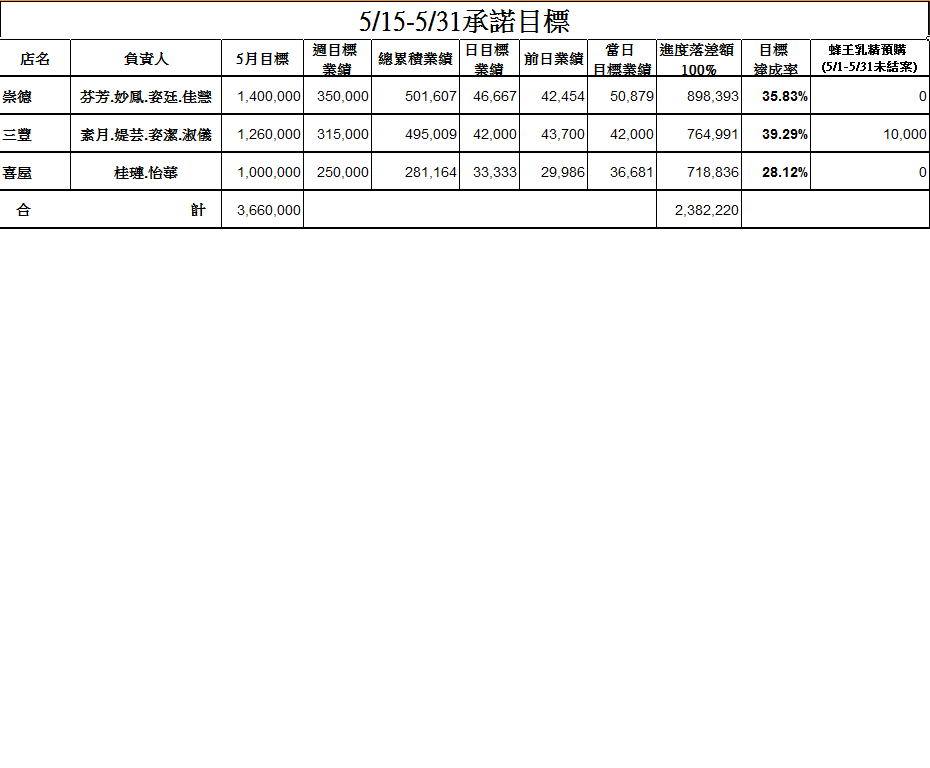 5/15-5/31承諾目標
店名 負責人 5月目標 週目標業績 總累積業績 日目標業績 前日業績 當日目標業績 進度落差額100% 目標達成率 蜂王乳精預購(5/1-5/31未結案)
崇德 芬芳.妙鳳.姿廷.佳慧 1,400,000 350,000 501,607 46,667 42,454 50,879 898,393 35.83% 0
三豐 素月.媞芸.姿潔.淑儀 1,260,000 315,000 495,009 42,000 43,700 42,000 764,991 39.29% 10,000
喜屋 桂璉.怡華 1,000,000 250,000 281,164 33,333 29,986 36,681 718,836 28.12% 0
合計 3,660,000 2,382,220